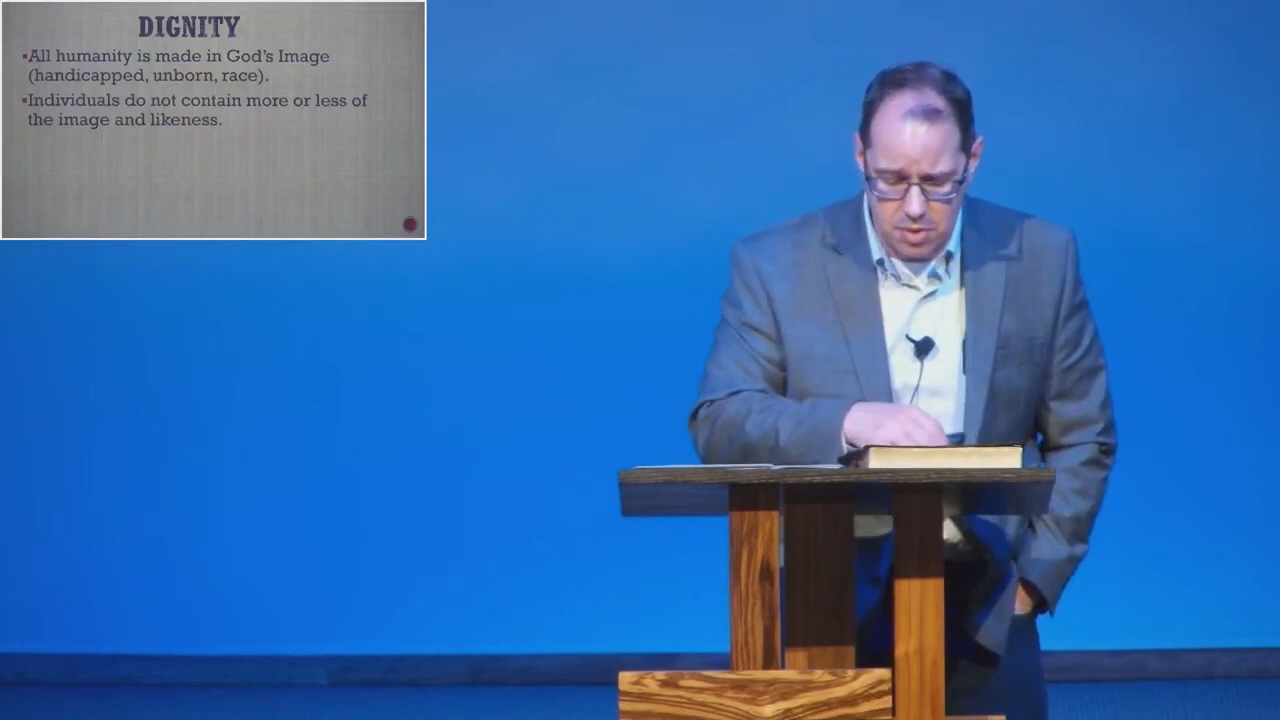 DIGNITY
▪All humanity is made in God's Image
(handicapped, unborn, race).
▪Individuals do not contain more or less of
the image and likeness.